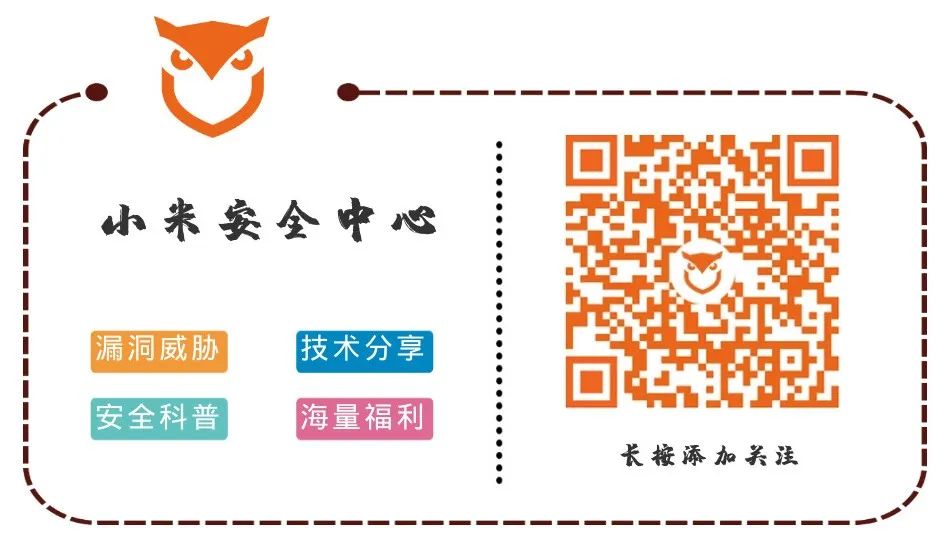 小米安全中心
漏洞威胁 技术分享
安全科普 海量福利
长按添加关注